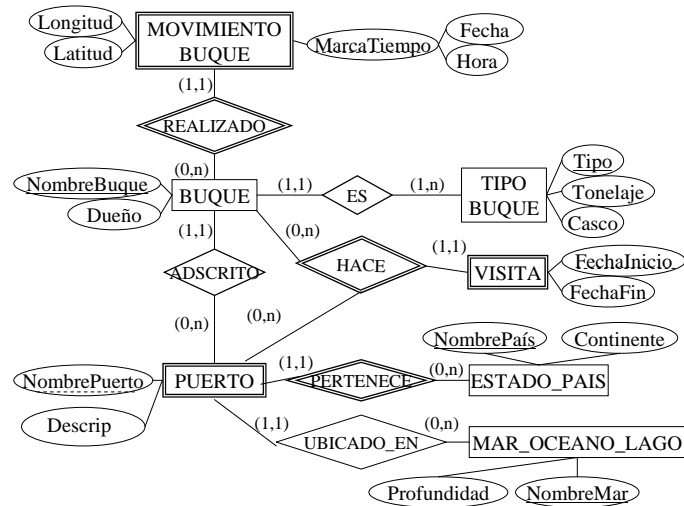 Longitud
Latitud
MOVIMIENTO
BUQUE
MarcaTiempo
Fecha
Hora
(1,1)
REALIZADO
(0,n)
NombreBuque
Dueño
BUQUE
(1,1)
ES
(1,n)
TIPO
BUQUE
Tipo
Tonelaje
Casco
(1,1)
(0,n)
ADSCRITO
HACE
(1,1)
VISITA
FechaInicio
FechaFin
(0,n)
(0,n)
NombrePaís
Continente
NombrePuerto
Descrip
PUERTO
(1,1)
PERTENECE
(0,n)
ESTADO_PAIS
(1,1)
UBICADO_EN
(0,n)
MAR_OCEANO_LAGO
Profundidad
NombreMar